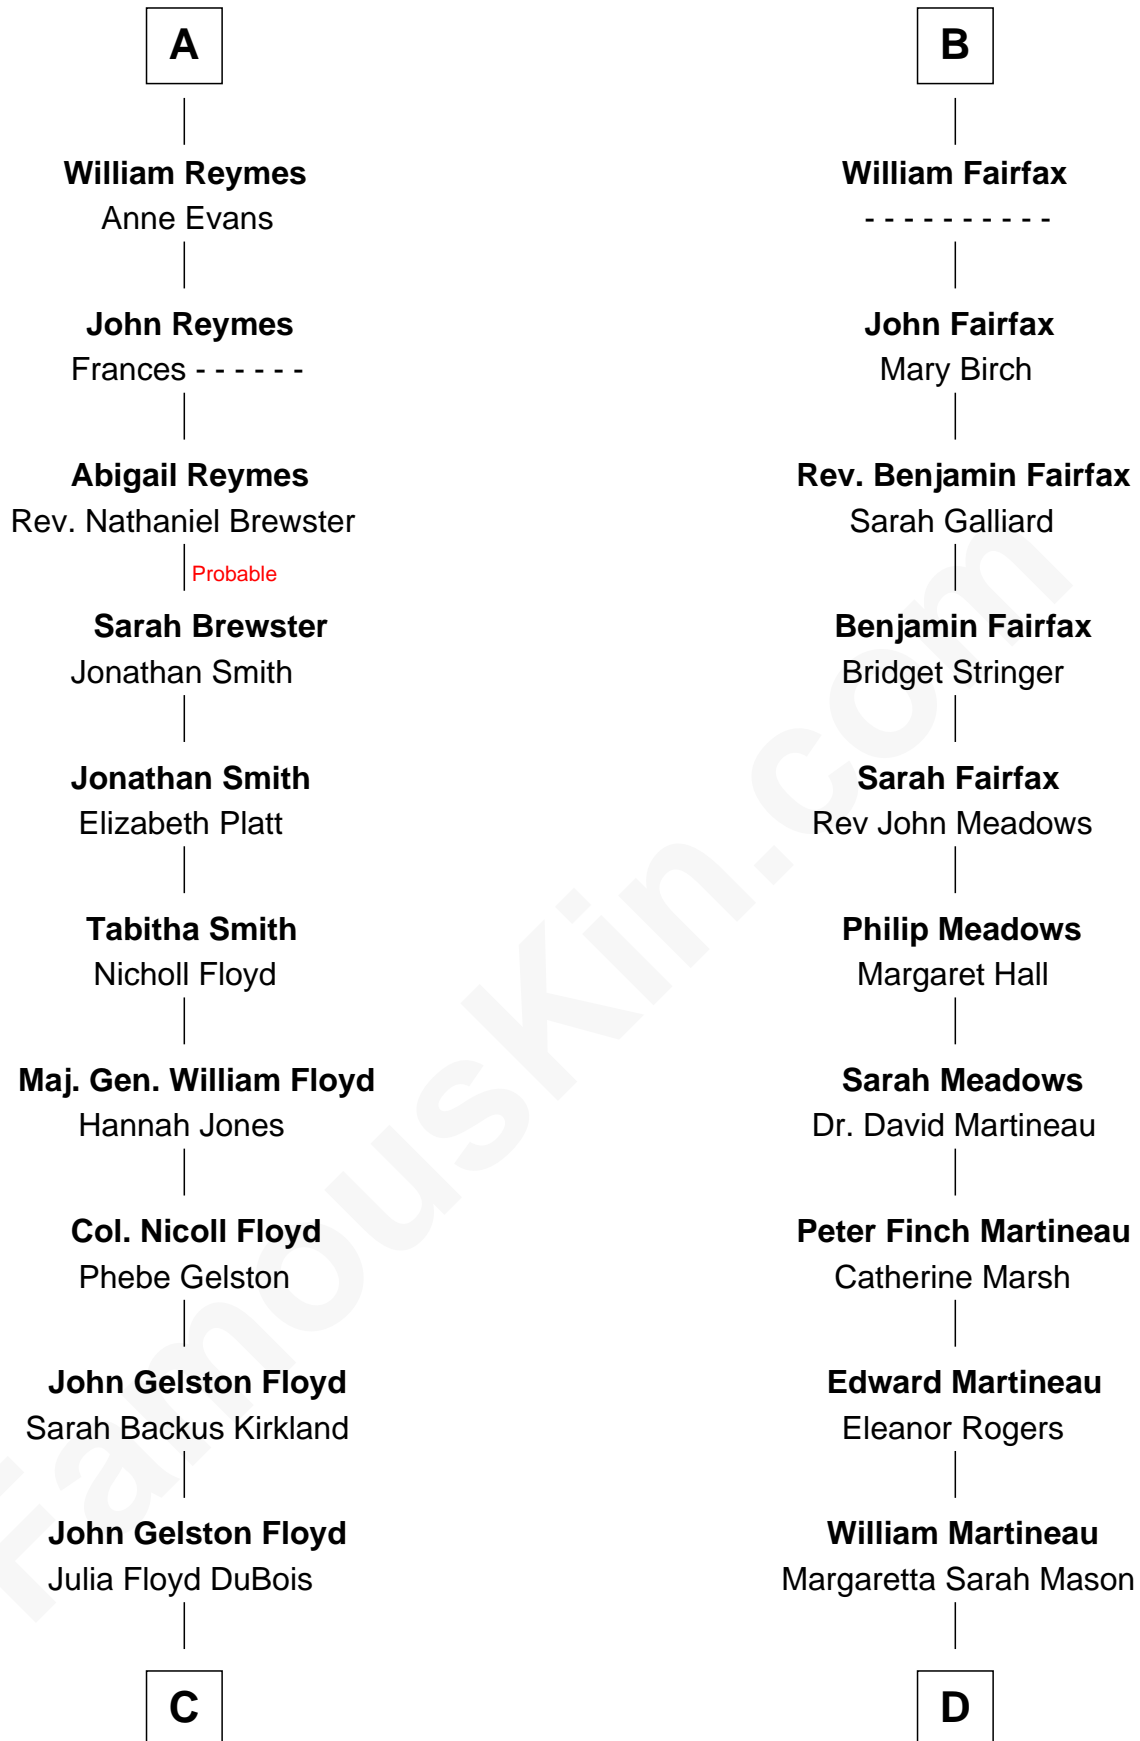 A
William Reymes
Anne Evans
John Reymes
Frances - - - - - -
Abigail Reymes
Rev. Nathaniel Brewster
Probable
Sarah Brewster
Jonathan Smith
Jonathan Smith
Elizabeth Platt
Tabitha Smith
Nicholl Floyd
Maj. Gen. William Floyd
Hannah Jones
Col. Nicoll Floyd
Phebe Gelston
John Gelston Floyd
Sarah Backus Kirkland
John Gelston Floyd
Julia Floyd DuBois
C
B
William Fairfax
- - - - - - - - - -
John Fairfax
Mary Birch
Rev. Benjamin Fairfax
Sarah Galliard
Benjamin Fairfax
Bridget Stringer
Sarah Fairfax
Rev John Meadows
Philip Meadows
Margaret Hall
Sarah Meadows
Dr. David Martineau
Peter Finch Martineau
Catherine Marsh
Edward Martineau
Eleanor Rogers
William Martineau
Margaretta Sarah Mason
D
FamousKin.com